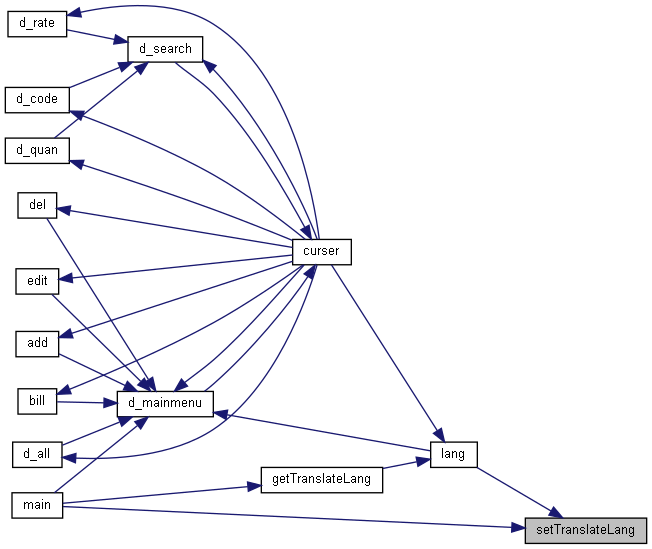 d_rate
d_search
d_code
d_quan
del
curser
edit
add
bill
d_mainmenu
d_all
lang
getTranslateLang
main
setTranslateLang